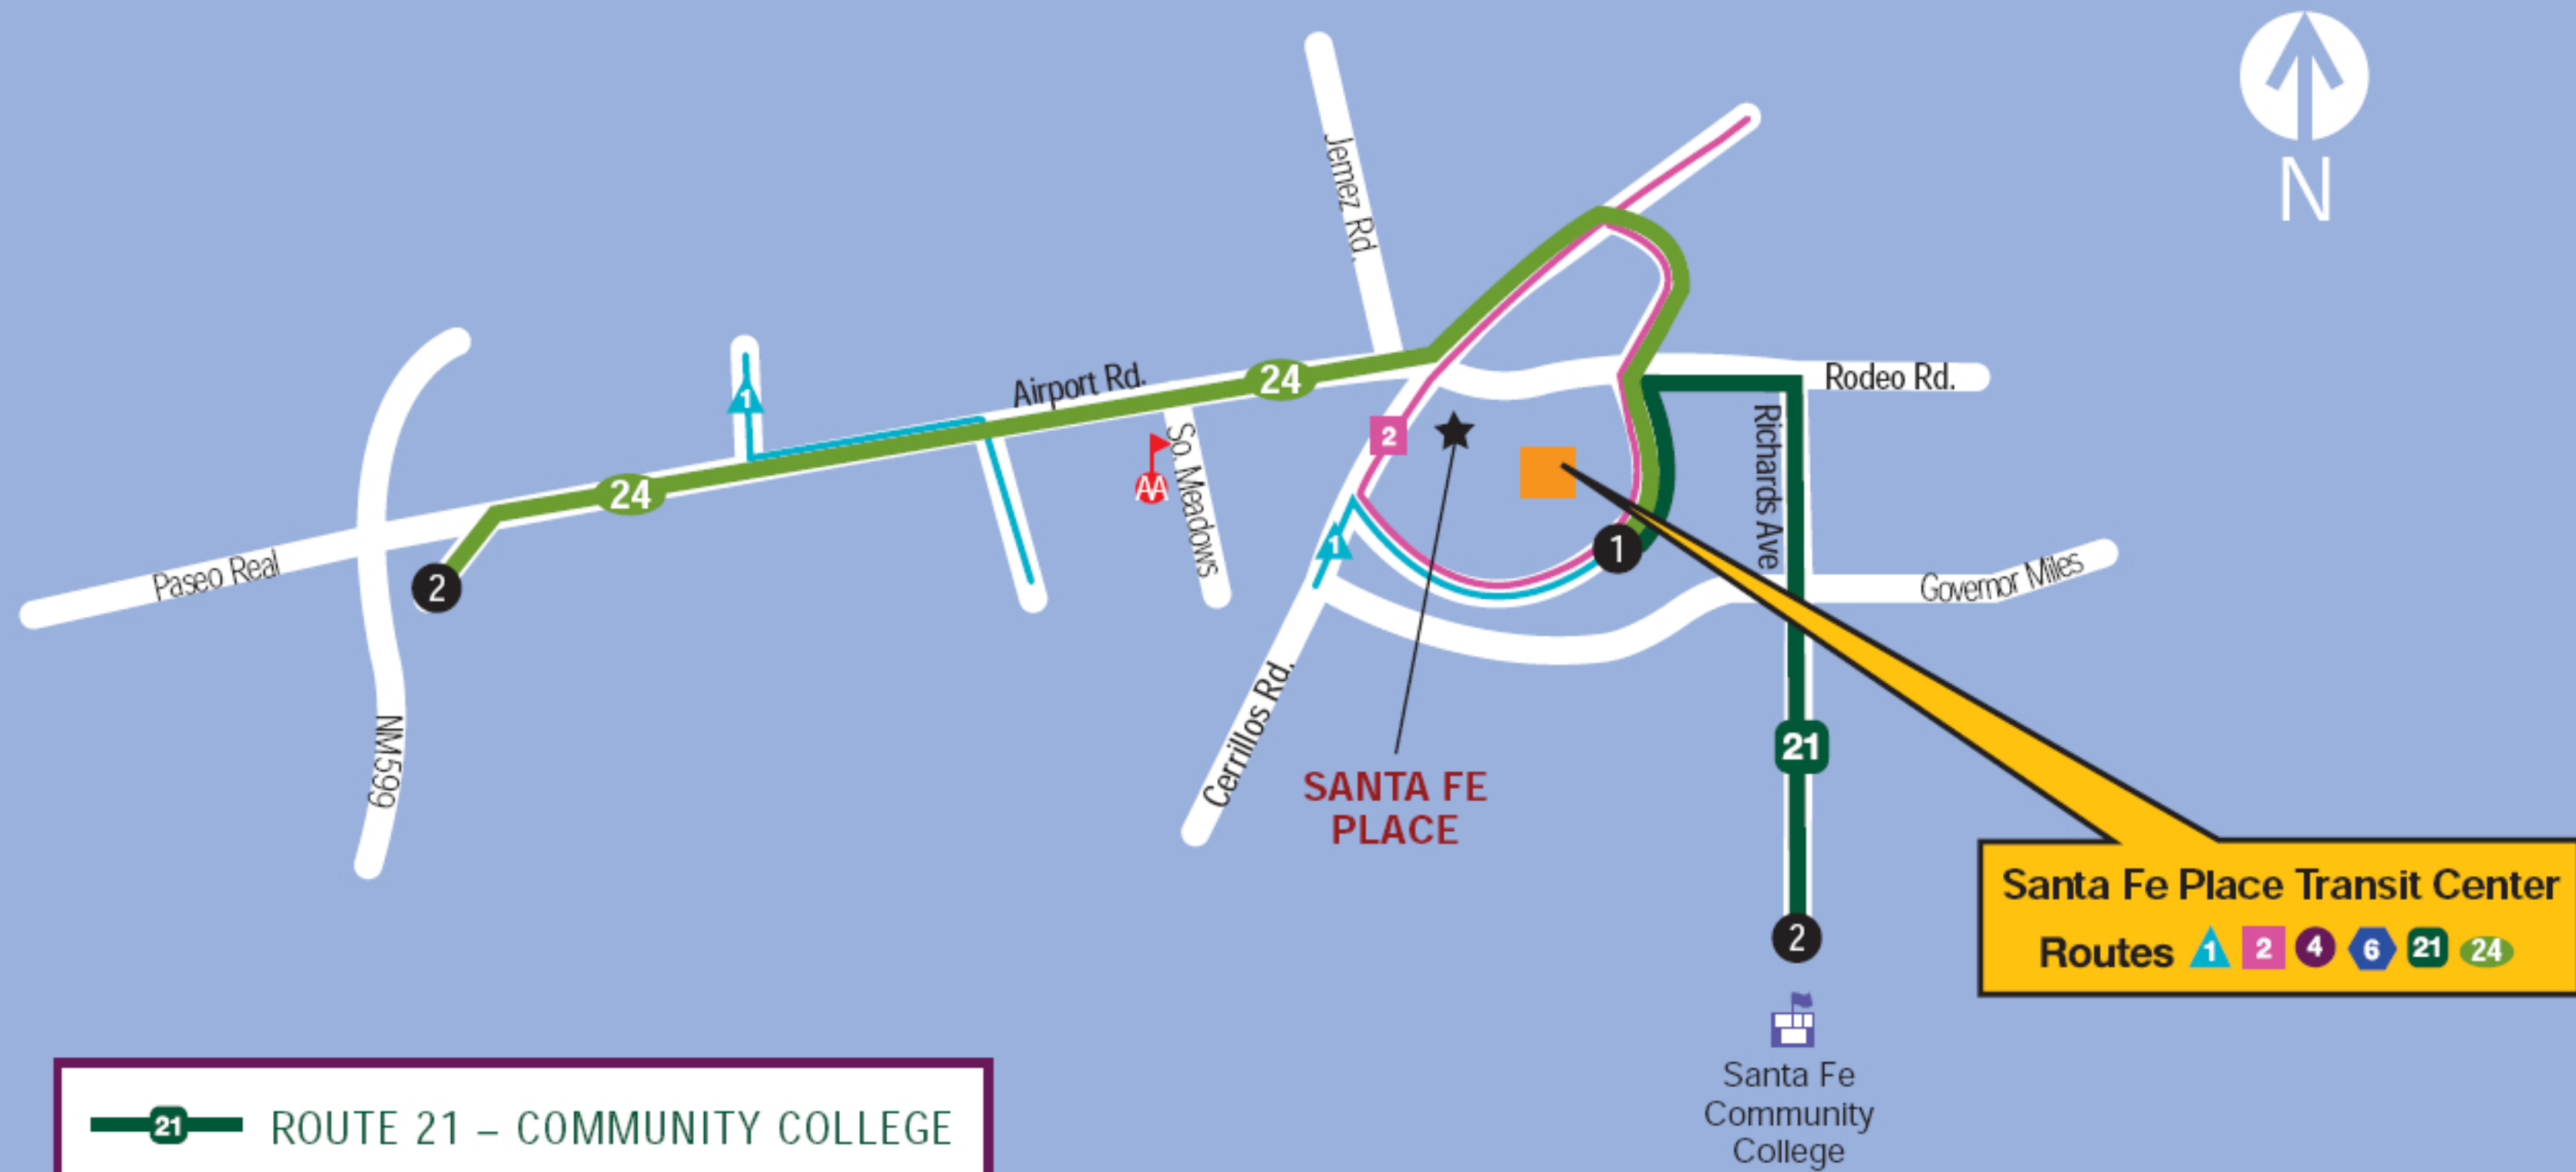 N
Jemez Rd.
Airport Rd.
24
1
2
Rodeo Rd.
24
So. Meadows
AA
Richards Ave
1
1
Paseo Real
2
Governor Miles
NM599
Cerrillos Rd.
21
SANTA FE
PLACE
2
Santa Fe Place Transit Center
Routes 1 2 4 6 21 24
Santa Fe
Community
College
21 ROUTE 21 – COMMUNITY COLLEGE